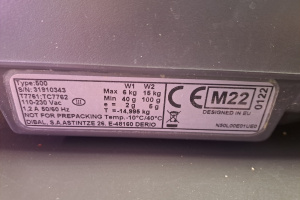 Type:500
S/N: 31910343
T7761;TC7762
110-230 Vac
1,2 A 50/60 Hz
W1 W2
Max 6 kg 15 kg
Min 40 g 100 g
e = 2 g 5 g
T = -14,998 kg
NOT FOR PREPACKING Temp.-10°C/40°C
DIBAL, S.A. ASTINTZE 26. E-48160 DERIO
CE M22 0122
DESIGNED IN EU